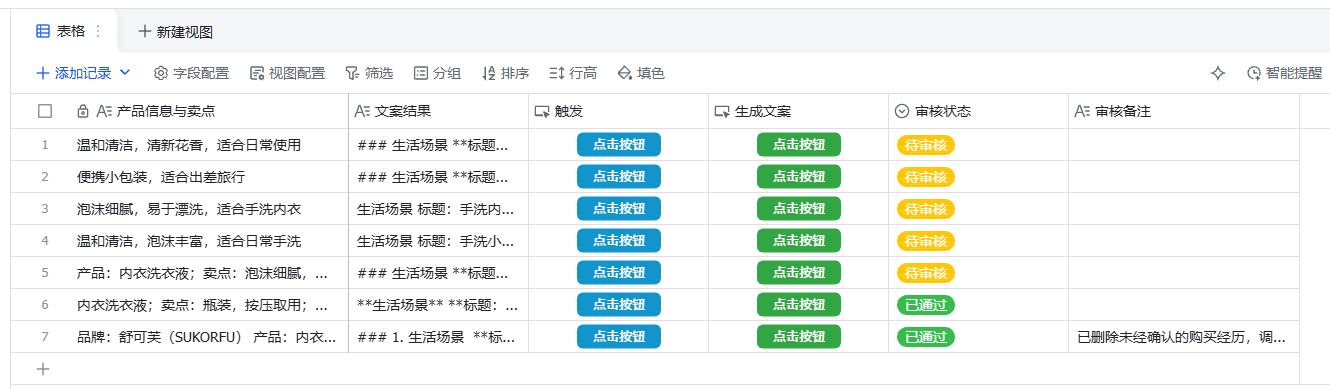 表格 新建视图
添加记录 字段配置 视图配置 筛选 分组 排序 行高 填色 智能提醒
产品信息与卖点 文案结果 触发 生成文案 审核状态 审核备注
1 温和清洁，清新花香，适合日常使用 ### 生活场景 **标题... 点击按钮 点击按钮 待审核
2 便携小包装，适合出差旅行 ### 生活场景 **标题... 点击按钮 点击按钮 待审核
3 泡沫细腻，易于漂洗，适合手洗内衣 生活场景 标题：手洗内... 点击按钮 点击按钮 待审核
4 温和清洁，泡沫丰富，适合日常手洗 生活场景 标题：手洗小... 点击按钮 点击按钮 待审核
5 产品：内衣洗衣液；卖点：泡沫细腻，... ### 生活场景 **标题... 点击按钮 点击按钮 待审核
6 内衣洗衣液；卖点：瓶装，按压取用；... **生活场景** **标题：... 点击按钮 点击按钮 已通过
7 品牌：舒可芙（SUKORFU） 产品：内衣... ### 1. 生活场景 **标... 点击按钮 点击按钮 已通过 已删除未经确认的购买经历，调...